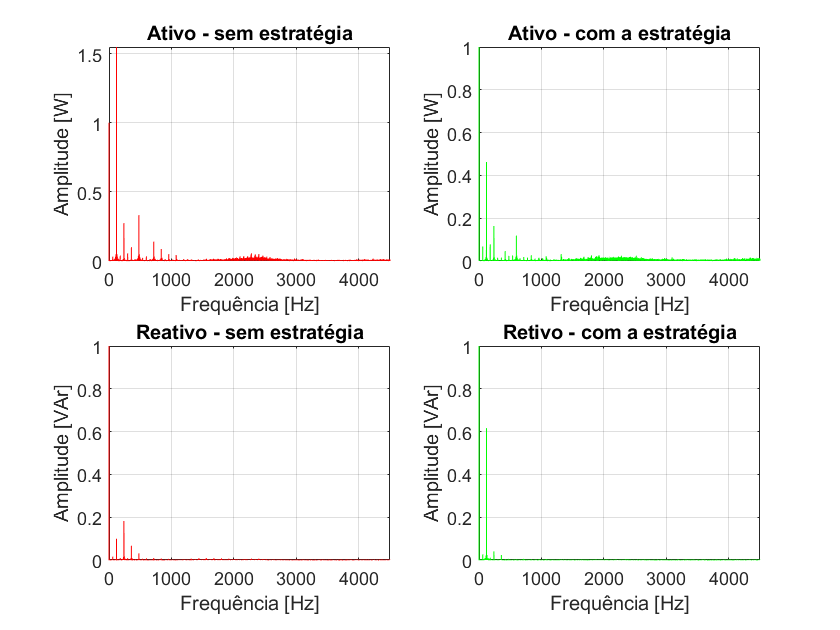 Ativo - sem estratégia
Amplitude [W]
1.5
1
0.5
0
0 1000 2000 3000 4000
Frequência [Hz]
Ativo - com a estratégia
Amplitude [W]
1
0.8
0.6
0.4
0.2
0
0 1000 2000 3000 4000
Frequência [Hz]
Reativo - sem estratégia
Amplitude [VAr]
1
0.8
0.6
0.4
0.2
0
0 1000 2000 3000 4000
Frequência [Hz]
Retivo - com a estratégia
Amplitude [VAr]
1
0.8
0.6
0.4
0.2
0
0 1000 2000 3000 4000
Frequência [Hz]